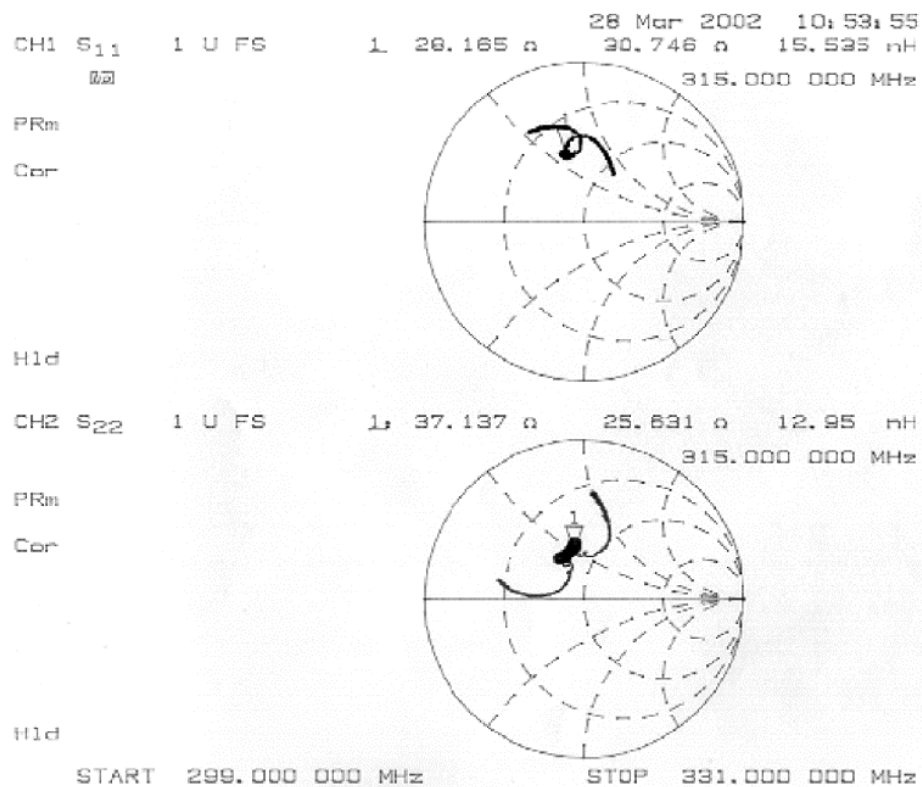 28 Mar 2002 10:53:55
CH1 S11 1 U FS 1 28.165 Ω 30.746 Ω 15.535 nH
315.000 000 MHz
PRm
Cor
Hld
CH2 S22 1 U FS 1: 37.137 Ω 25.631 Ω 12.95 nH
315.000 000 MHz
PRm
1
Cor
Hld
START 299.000 000 MHz STOP 331.000 000 MHz